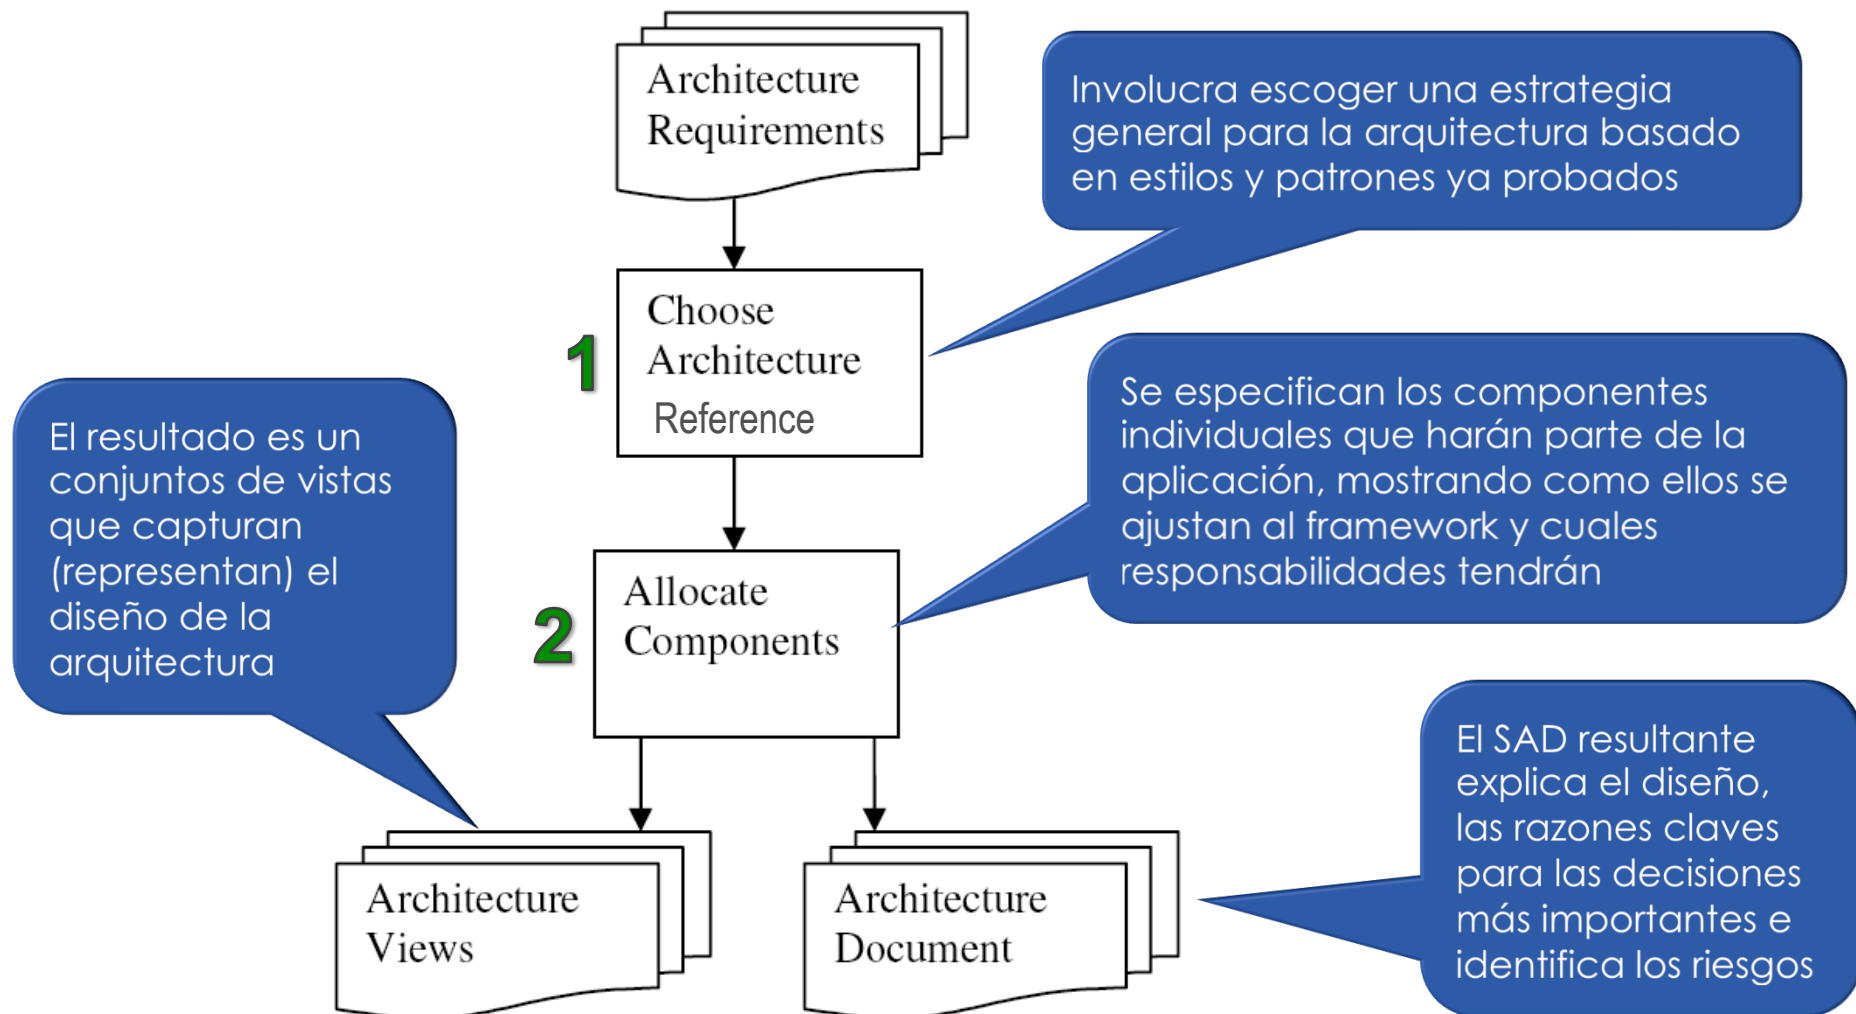 Architecture
Requirements
Involucra escoger una estrategia
general para la arquitectura basado
en estilos y patrones ya probados
1
Choose
Architecture
Reference
Se especifican los componentes
individuales que harán parte de la
aplicación, mostrando como ellos se
ajustan al framework y cuales
responsabilidades tendrán
El resultado es un
conjuntos de vistas
que capturan
(representan) el
diseño de la
arquitectura
2
Allocate
Components
El SAD resultante
explica el diseño,
las razones claves
para las decisiones
más importantes e
identifica los riesgos
Architecture
Views
Architecture
Document